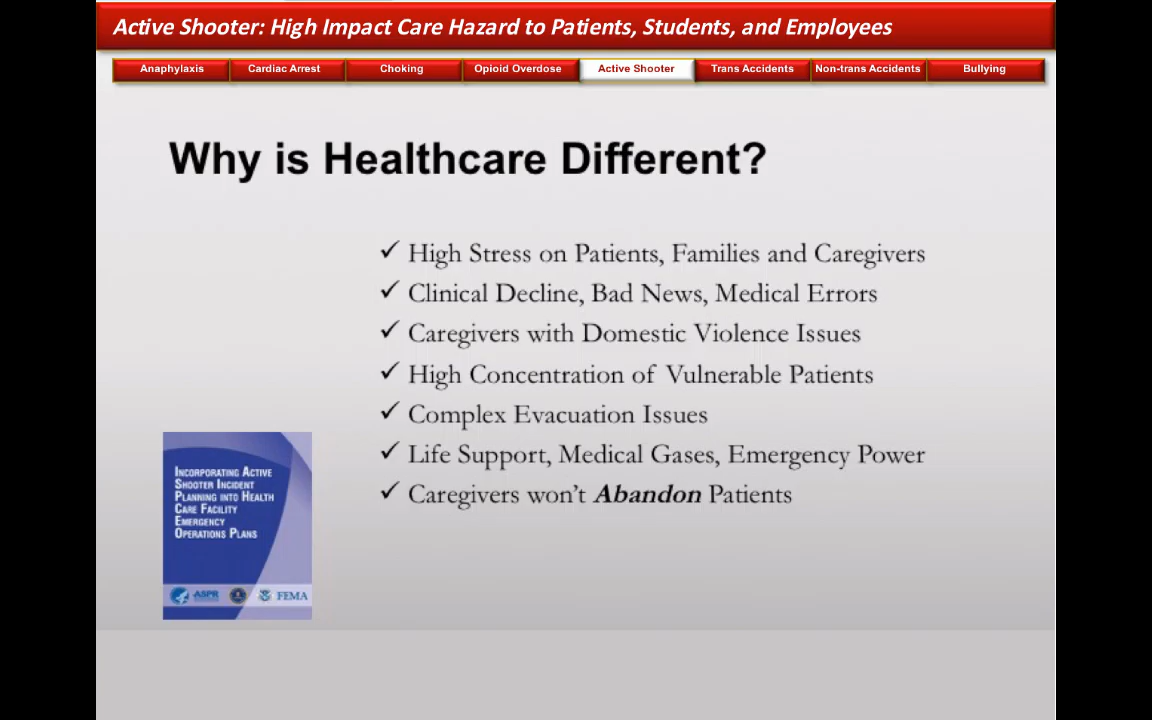 Active Shooter: High Impact Care Hazard to Patients, Students, and Employees
Anaphylaxis Cardiac Arrest Choking Opioid Overdose Active Shooter Trans Accidents Non-trans Accidents Bullying
Why is Healthcare Different?
✓ High Stress on Patients, Families and Caregivers
✓ Clinical Decline, Bad News, Medical Errors
✓ Caregivers with Domestic Violence Issues
✓ High Concentration of Vulnerable Patients
✓ Complex Evacuation Issues
✓ Life Support, Medical Gases, Emergency Power
✓ Caregivers won't Abandon Patients
INCORPORATING ACTIVE
SHOOTER INCIDENT
PLANNING INTO HEALTH
CARE FACILITY
EMERGENCY
OPERATIONS PLANS
ASPR FEMA